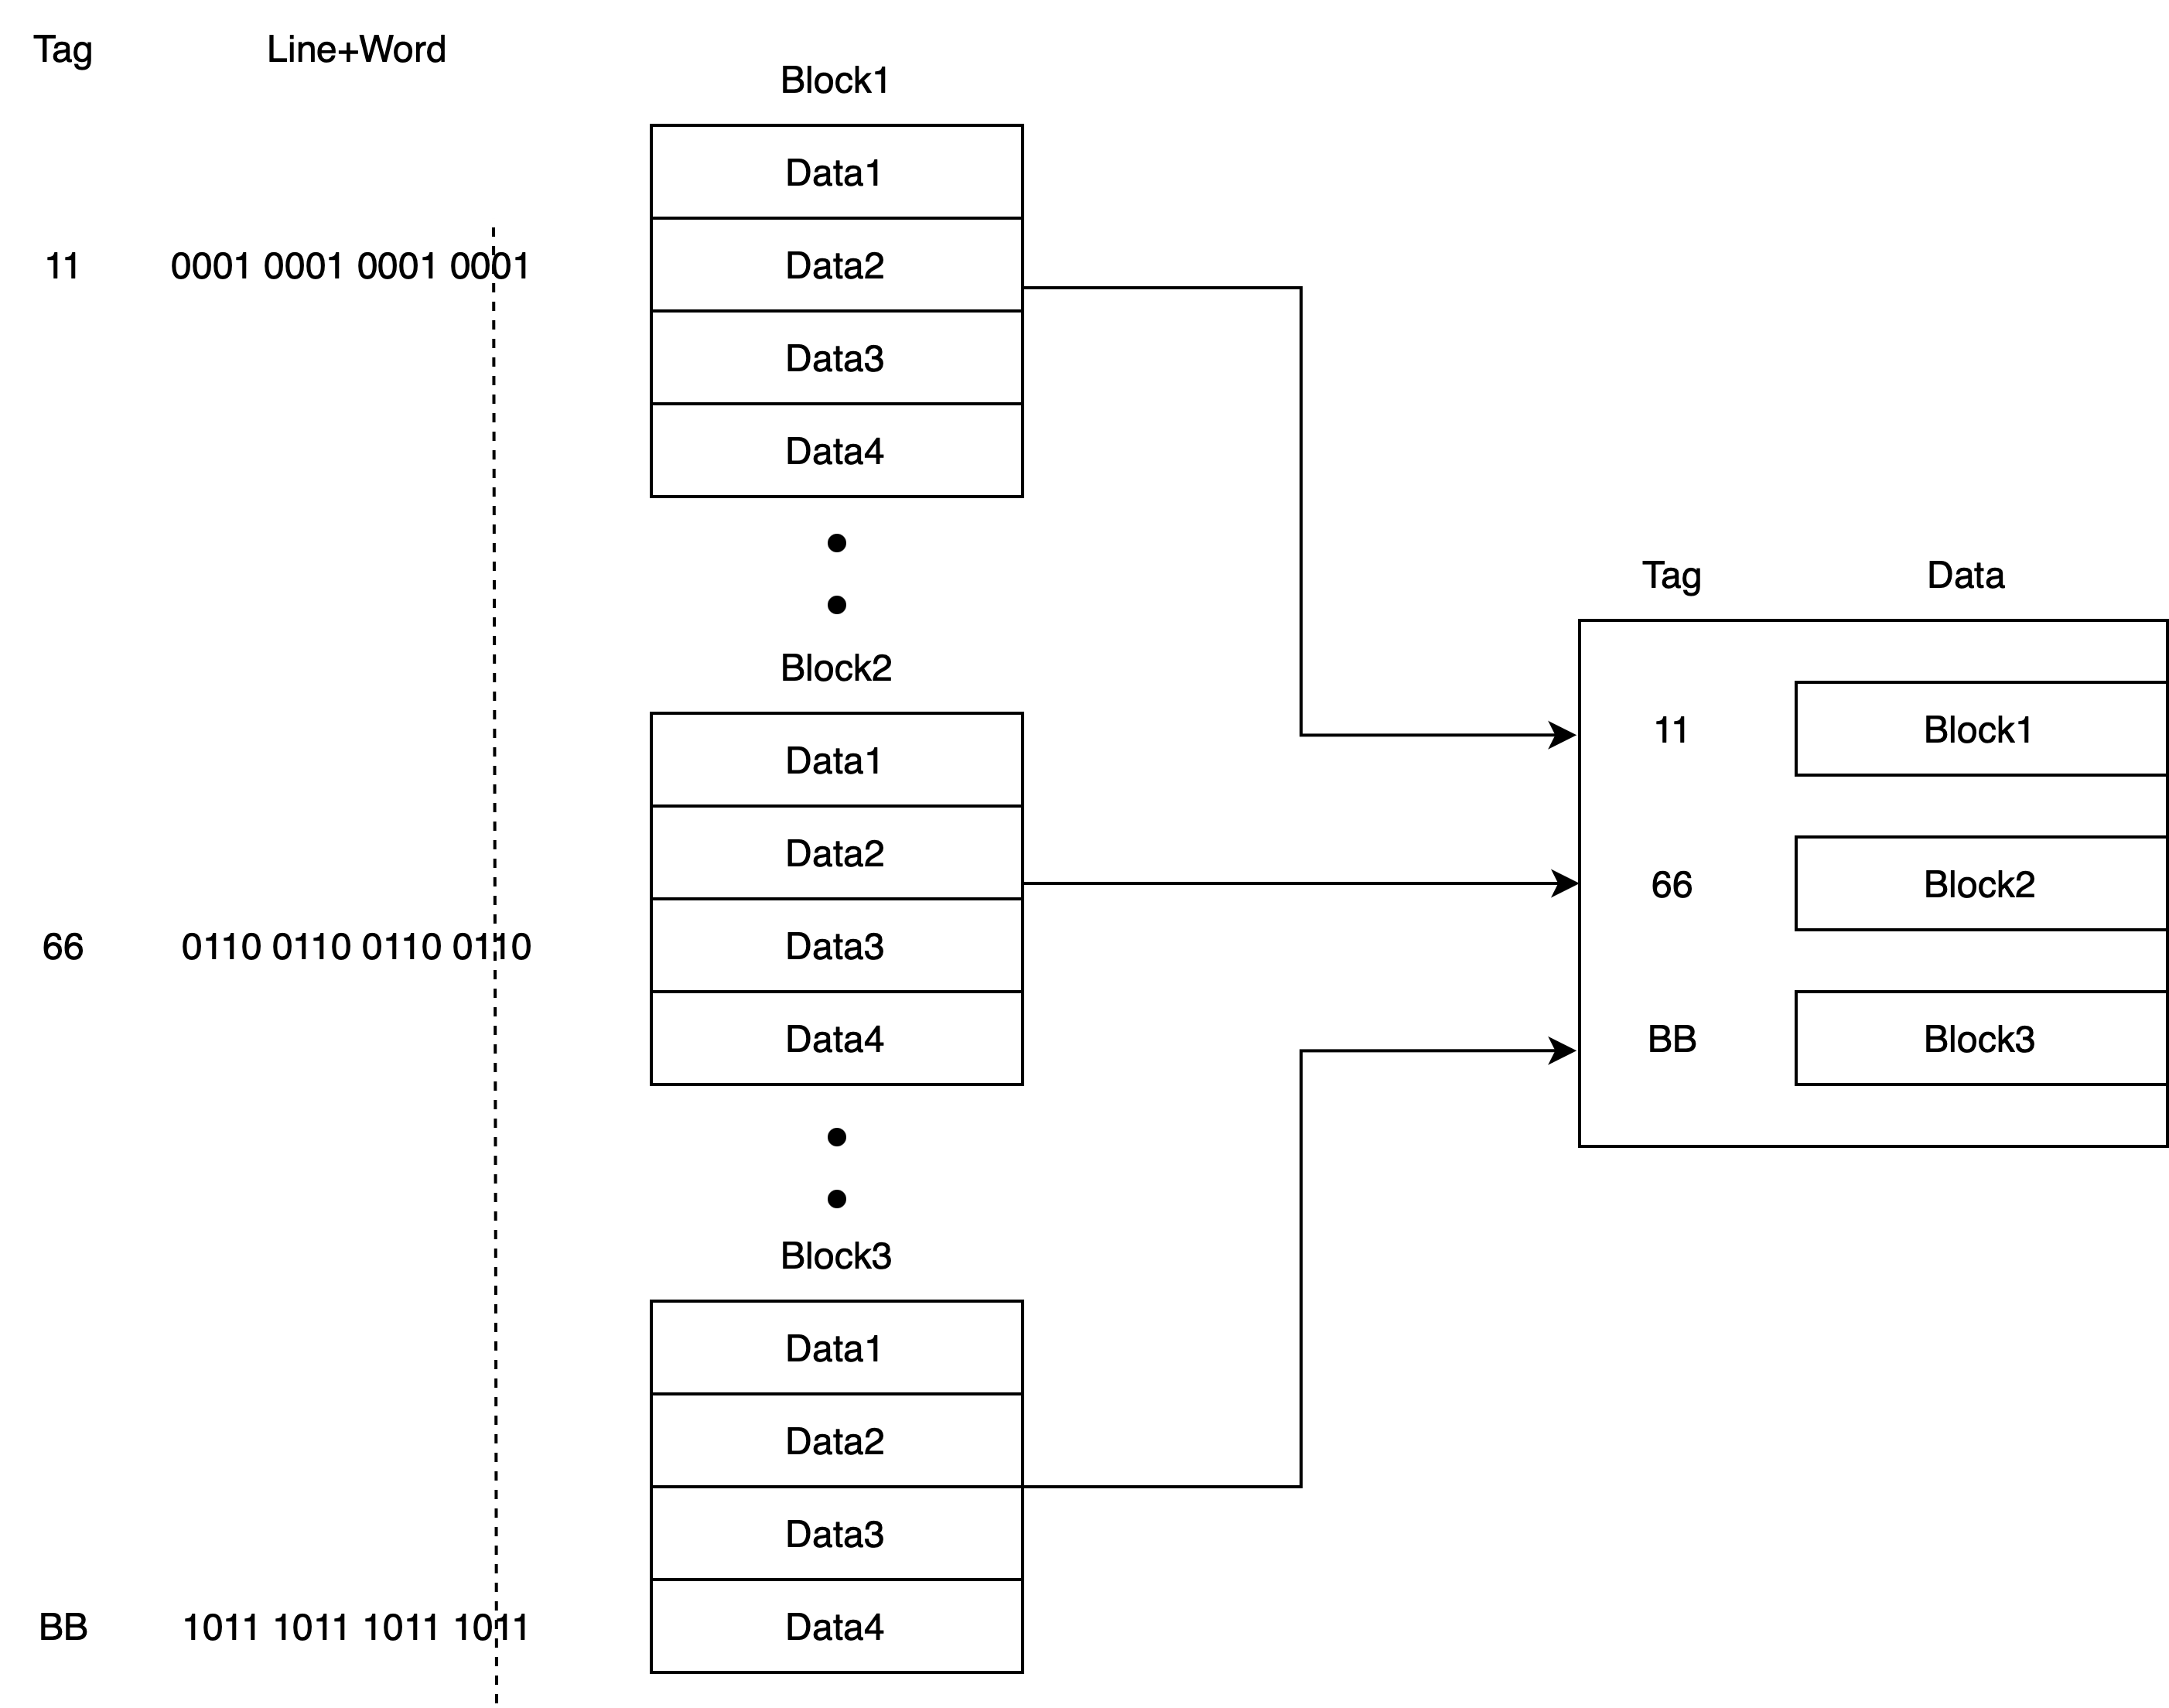 Tag Line+Word
Block1
Data1
11 0001 0001 0001 0001 Data2
Data3
Data4
Block2
Data1
Data2
66 0110 0110 0110 0110 Data3
Data4
Block3
Data1
Data2
Data3
BB 1011 1011 1011 1011 Data4
Tag Data
11 Block1
66 Block2
BB Block3